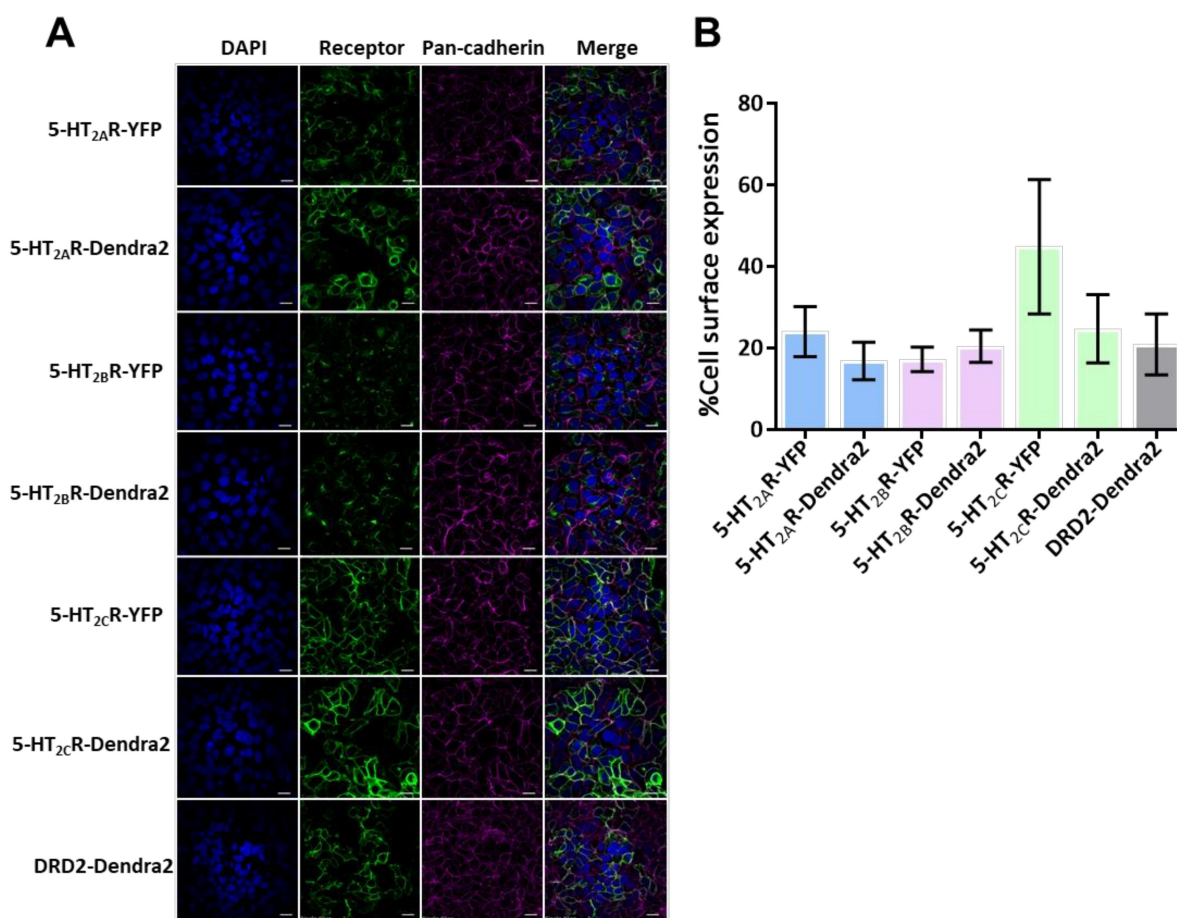 A
B
DAPI Receptor Pan-cadherin Merge
5-HT2AR-YFP
5-HT2AR-Dendra2
5-HT2BR-YFP
5-HT2BR-Dendra2
5-HT2CR-YFP
5-HT2CR-Dendra2
DRD2-Dendra2
%Cell surface expression
80
60
40
20
0
5-HT2AR-YFP
5-HT2AR-Dendra2
5-HT2BR-YFP
5-HT2BR-Dendra2
5-HT2CR-YFP
5-HT2CR-Dendra2
DRD2-Dendra2